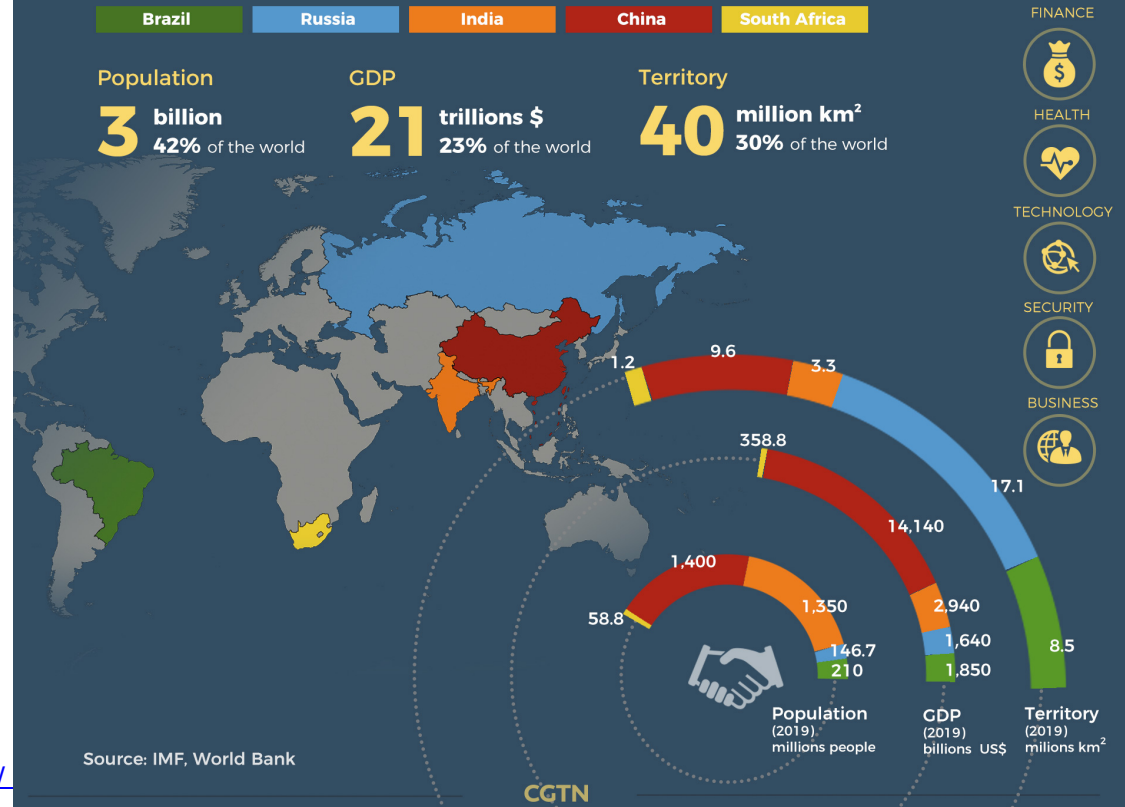 Brazil
Russia
India
China
South Africa
Population
3 billion
42% of the world
GDP
21 trillions $
23% of the world
Territory
40 million km²
30% of the world
FINANCE
HEALTH
TECHNOLOGY
SECURITY
BUSINESS
1.2
9.6
3.3
17.1
8.5
358.8
14,140
2,940
1,640
1,850
58.8
1,400
1,350
146.7
210
Population
(2019)
millions people
GDP
(2019)
billions US$
Territory
(2019)
milions km²
Source: IMF, World Bank
/
CGTN